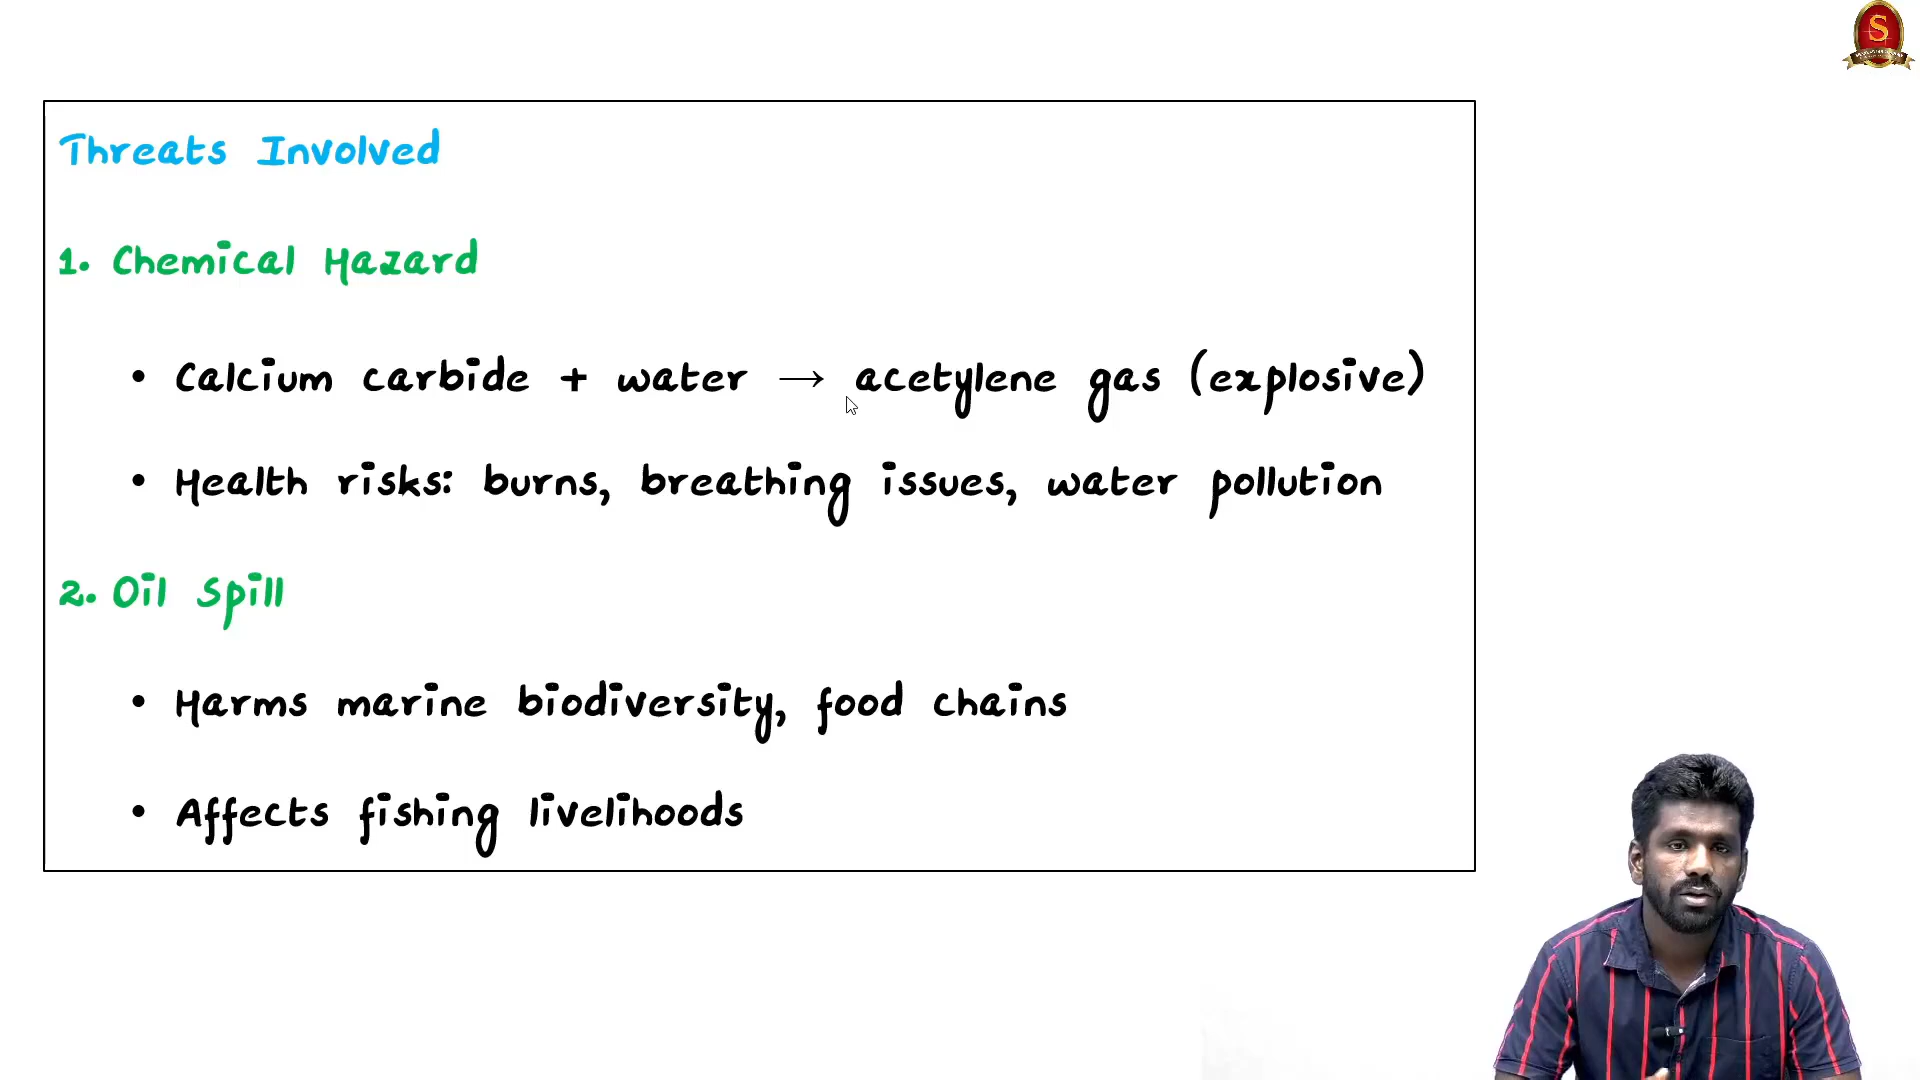 Threats Involved
1. Chemical Hazard
• Calcium carbide + water → acetylene gas (explosive)
• Health risks: burns, breathing issues, water pollution
2. Oil Spill
• Harms marine biodiversity, food chains
• Affects fishing livelihoods
S